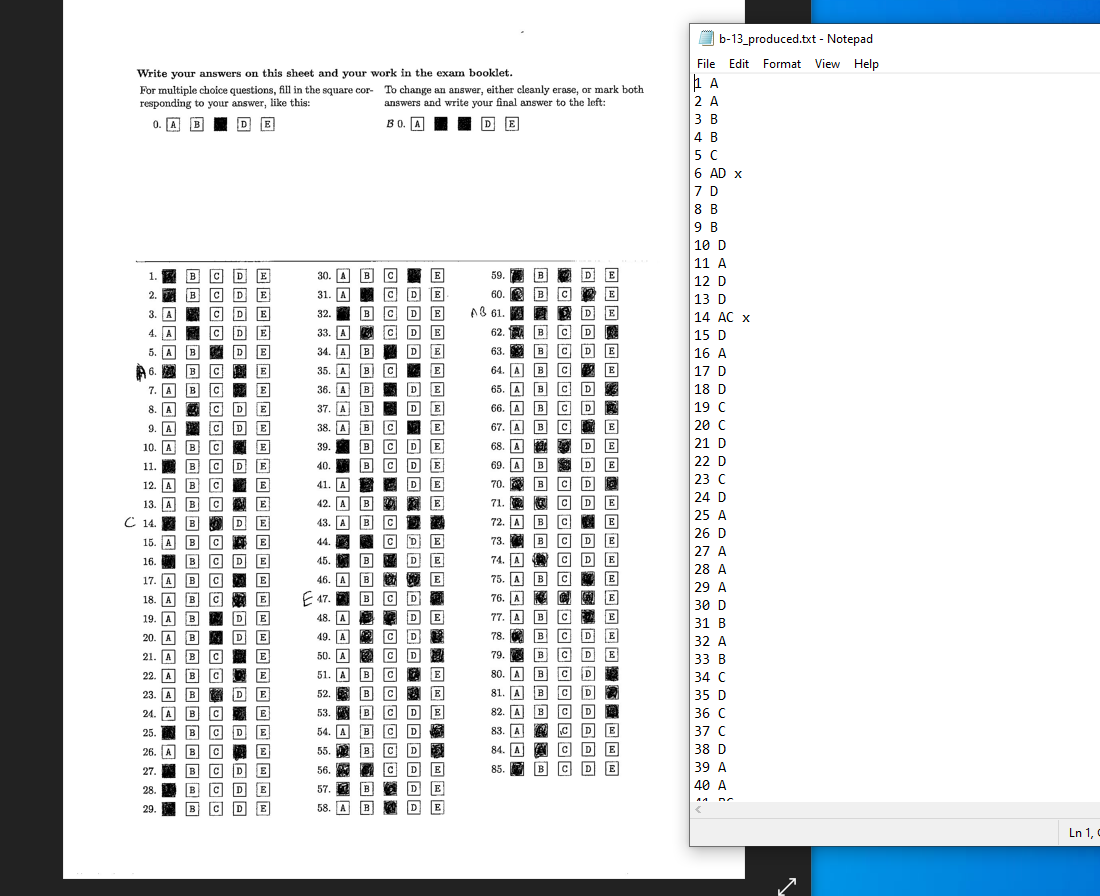 Write your answers on this sheet and your work in the exam booklet.
For multiple choice questions, fill in the square cor-
responding to your answer, like this:
0. A B D E
To change an answer, either cleanly erase, or mark both
answers and write your final answer to the left:
B 0. A D E
1. B C D E
2. B C D E
3. A C D E
4. A C D E
5. A B D E
A 6. B C E
7. A B C E
8. A C D E
9. A C D E
10. A B C E
11. B C D E
12. A B C E
13. A B C E
C 14. B D E
15. A B C E
16. B C D E
17. A B C E
18. A B C E
19. A B D E
20. A B D E
21. A B C E
22. A B C E
23. A B D E
24. A B C E
25. B C D E
26. A B C E
27. B C D E
28. B C D E
29. B C D E
30. A B C E
31. A C D E
32. B C D E
33. A C D E
34. A B D E
35. A B C E
36. A B D E
37. A B D E
38. A B C E
39. B C D E
40. B C D E
41. A D E
42. A B E
43. A B C
44. C D E
45. B D E
46. A B E
E 47. B C D
48. A D E
49. A C D
50. A C D
51. A B C E
52. B C E
53. B C D E
54. A B C D
55. B C D
56. C D E
57. B D E
58. A B D E
59. B D E
60. B C E
AB 61. D E
62. B C D
63. B C D E
64. A B C E
65. A B C D
66. A B C D
67. A B C E
68. A D E
69. A B D E
70. B C D
71. C D E
72. A B C E
73. B C D E
74. A C D E
75. A B C E
76. A E
77. A B C E
78. B C D E
79. B C D E
80. A B C D
81. A B C D
82. A B C D
83. A C D E
84. A C D E
85. B C D E
b-13_produced.txt - Notepad
File Edit Format View Help
1 A
2 A
3 B
4 B
5 C
6 AD x
7 D
8 B
9 B
10 D
11 A
12 D
13 D
14 AC x
15 D
16 A
17 D
18 D
19 C
20 C
21 D
22 D
23 C
24 D
25 A
26 D
27 A
28 A
29 A
30 D
31 B
32 A
33 B
34 C
35 D
36 C
37 C
38 D
39 A
40 A
Ln 1,